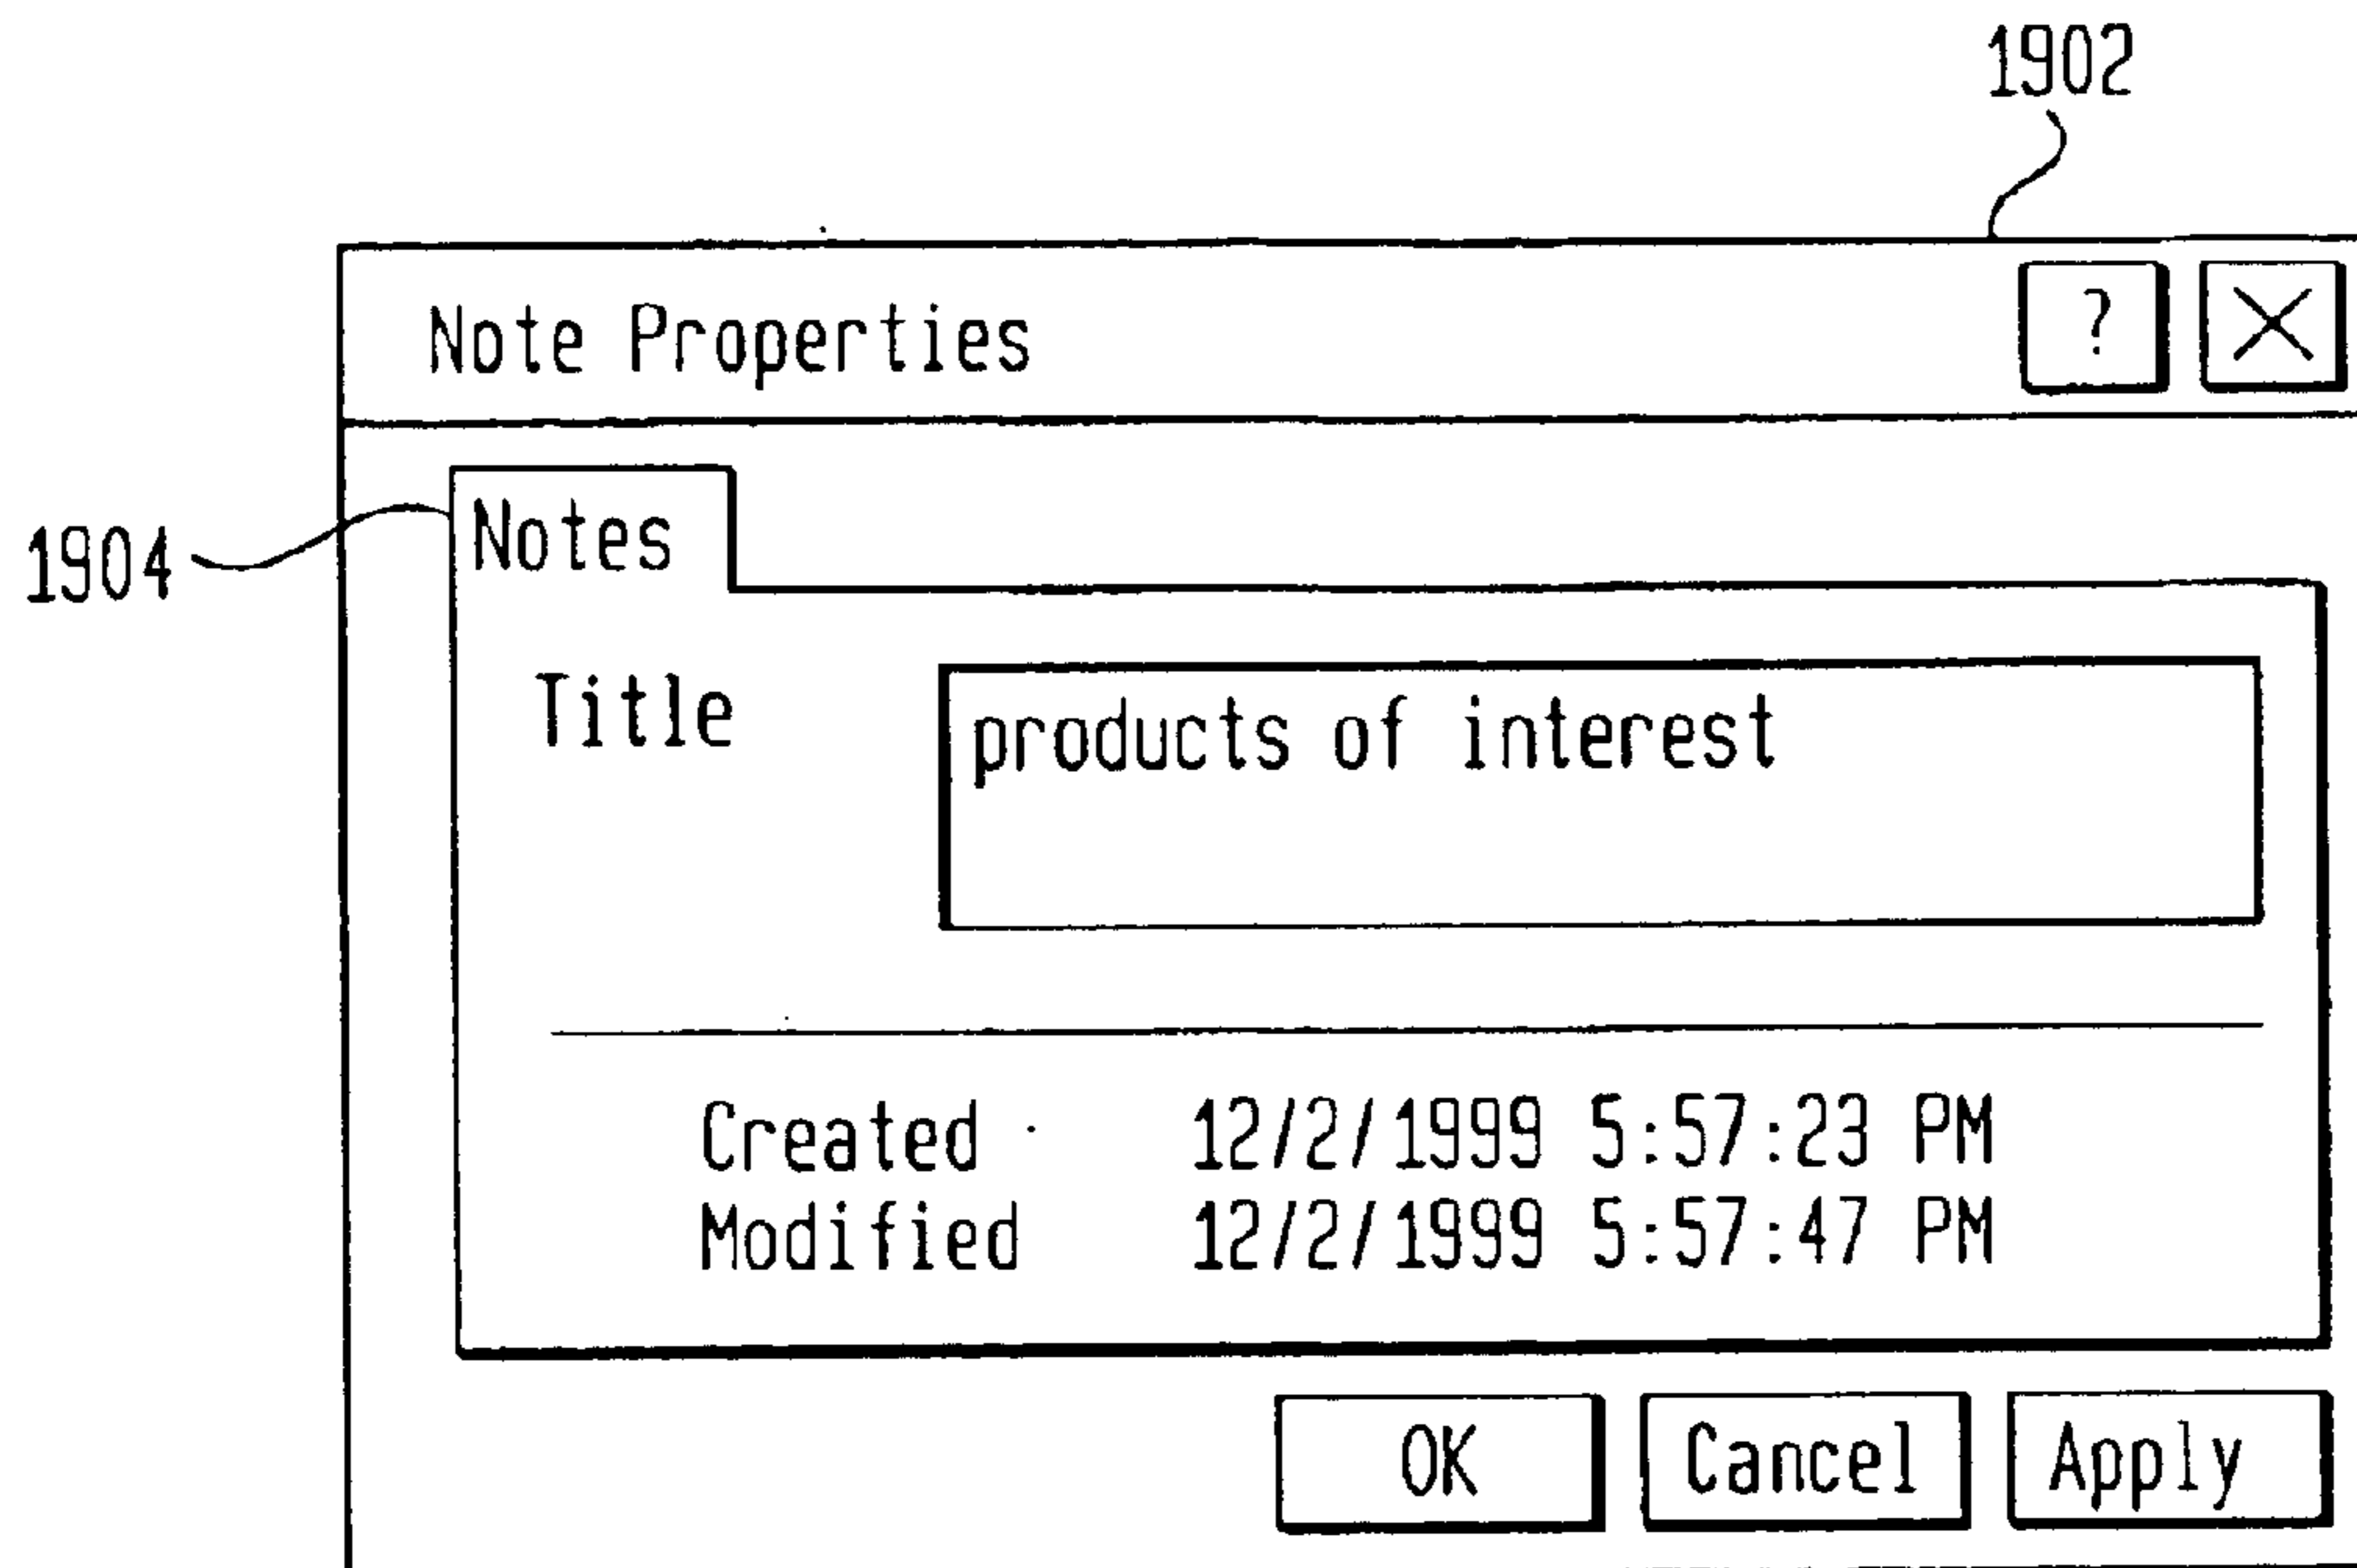 1902
Note Properties ? X
Notes
1904
Title products of interest
Created 12/2/1999 5:57:23 PM
Modified 12/2/1999 5:57:47 PM
OK Cancel Apply